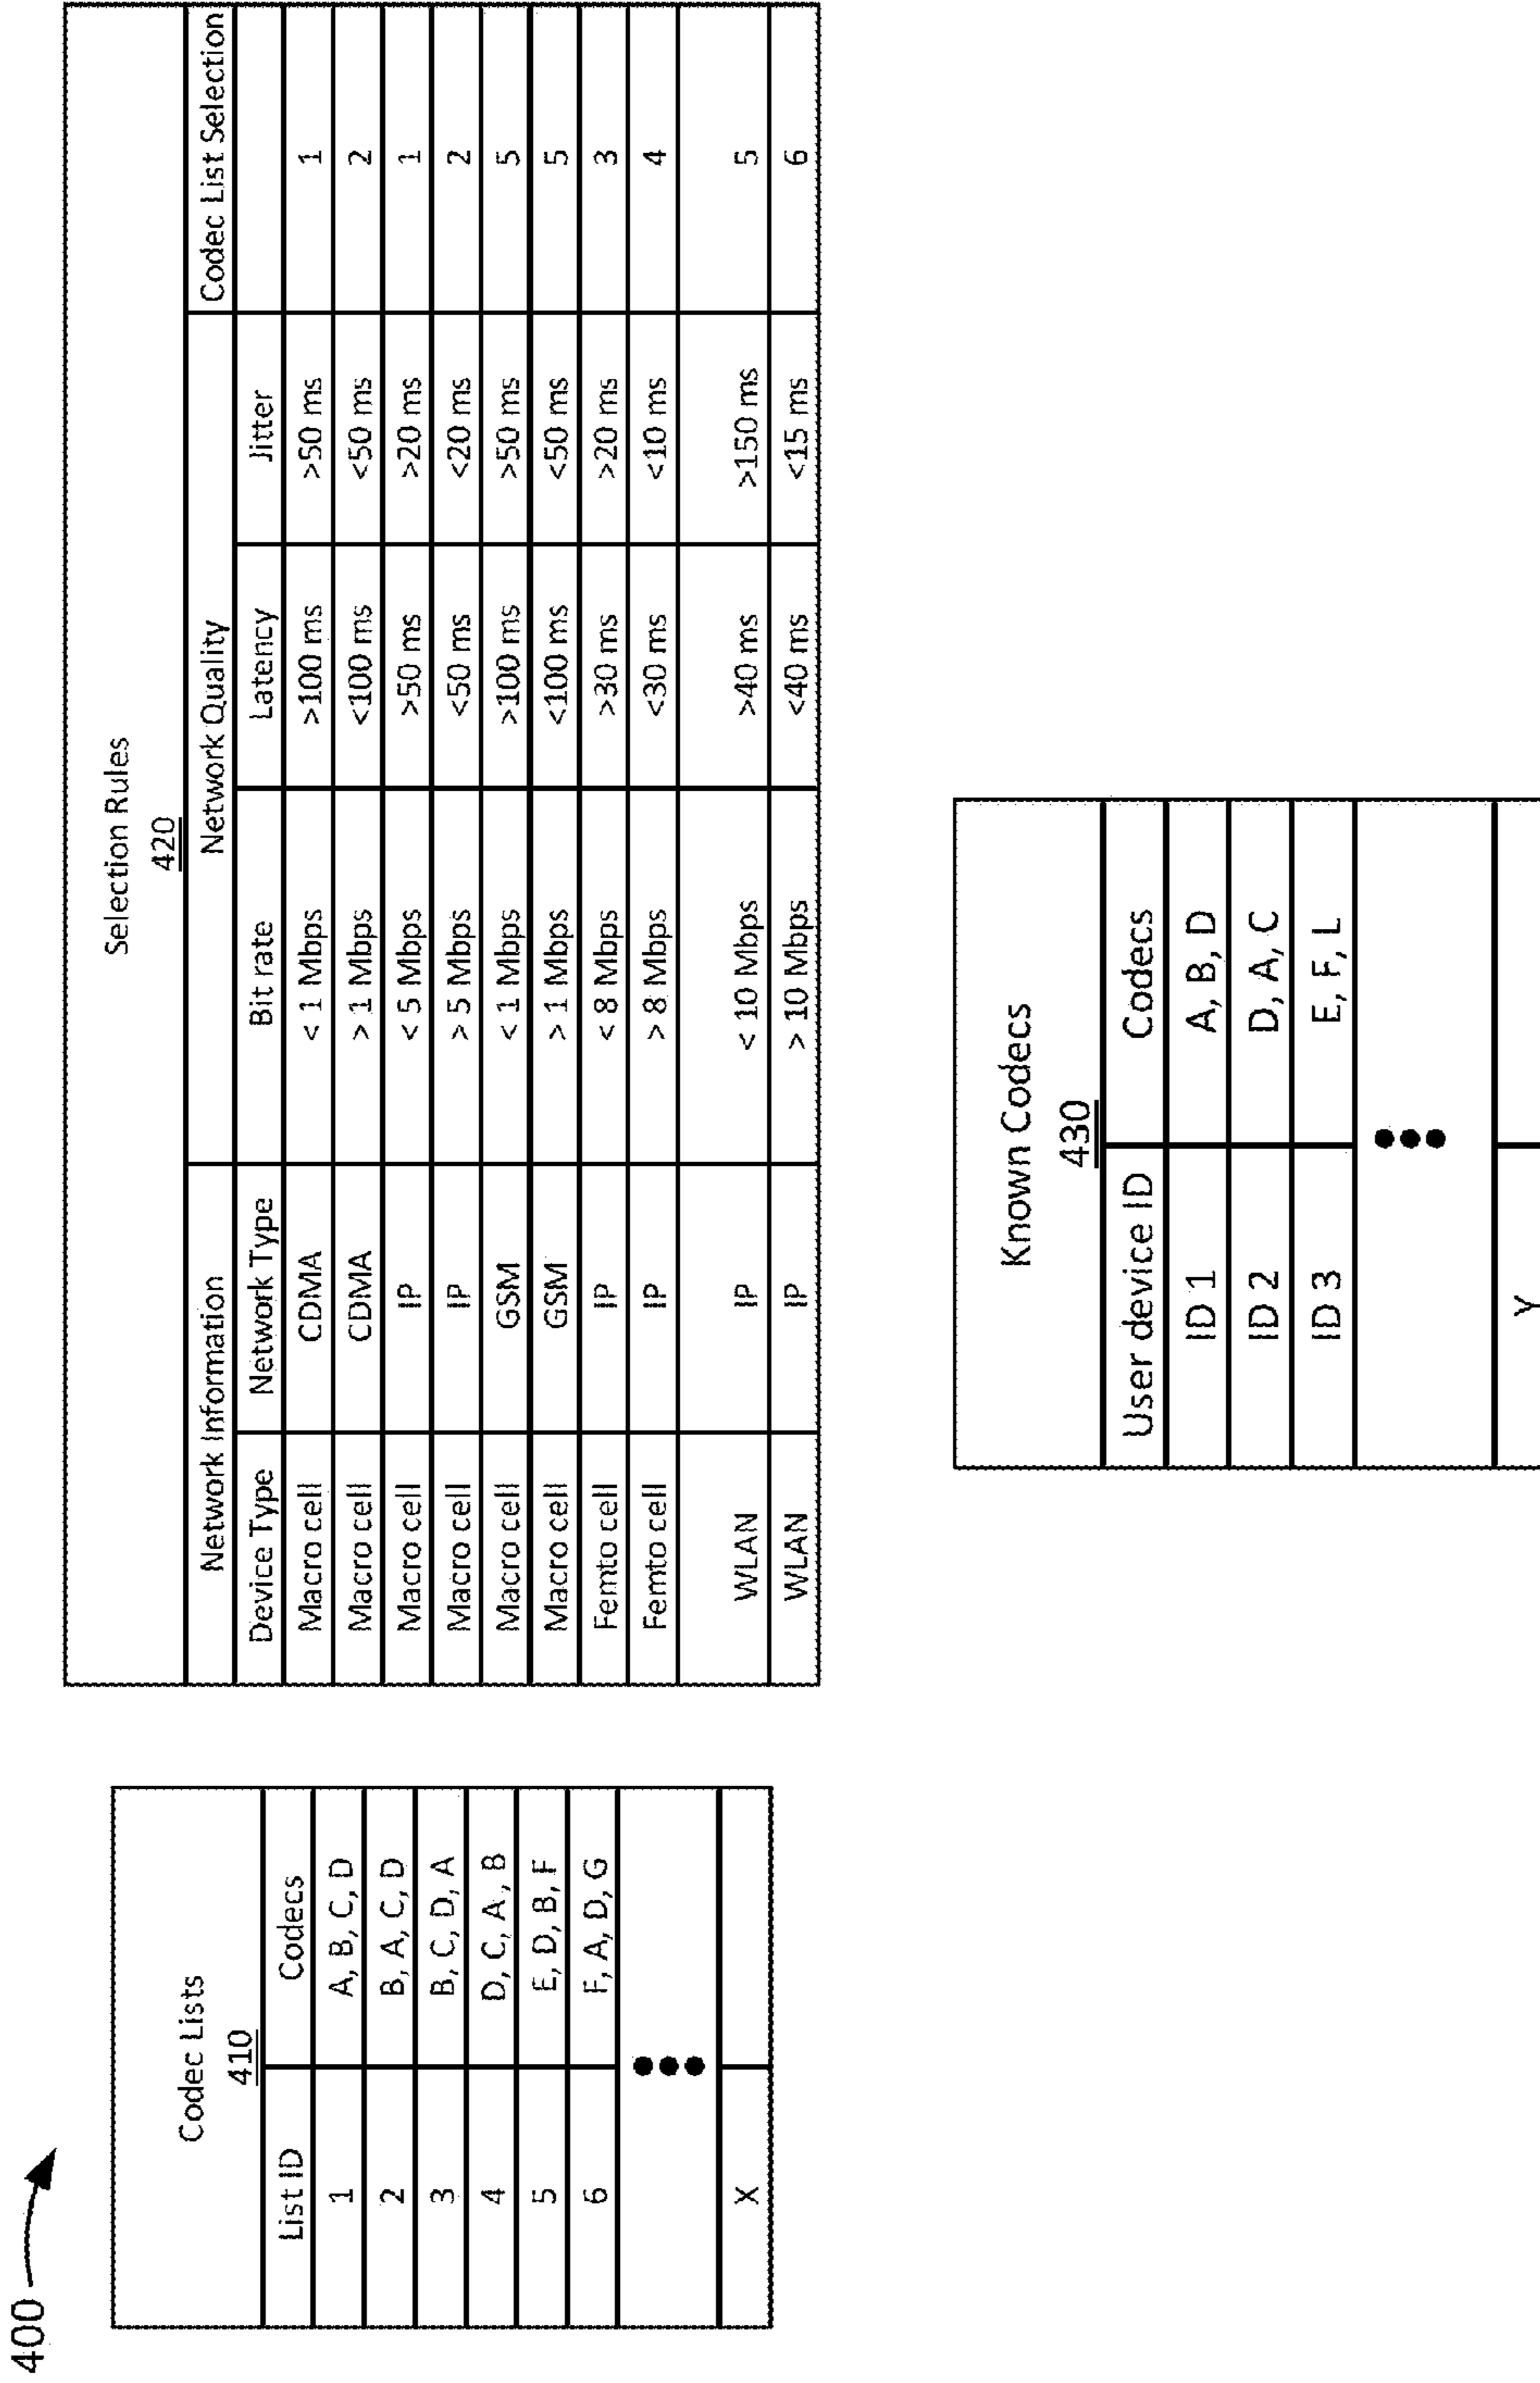 400
Codec Lists
410
List ID Codecs
1 A, B, C, D
2 B, A, C, D
3 B, C, D, A
4 D, C, A, B
5 E, D, B, F
6 F, A, D, G
X
Selection Rules
420
Network Information Network Quality Codec List Selection
Device Type Network Type Bit rate Latency Jitter
Macro cell CDMA < 1 Mbps >100 ms >50 ms 1
Macro cell CDMA > 1 Mbps <100 ms <50 ms 2
Macro cell IP < 5 Mbps >50 ms >20 ms 1
Macro cell IP > 5 Mbps <50 ms <20 ms 2
Macro cell GSM < 1 Mbps >100 ms >50 ms 5
Macro cell GSM > 1 Mbps <100 ms <50 ms 5
Femto cell IP < 8 Mbps >30 ms >20 ms 3
Femto cell IP > 8 Mbps <30 ms <10 ms 4
WLAN IP < 10 Mbps >40 ms >150 ms 5
WLAN IP > 10 Mbps <40 ms <15 ms 6
Known Codecs
430
User device ID Codecs
ID 1 A, B, D
ID 2 D, A, C
ID 3 E, F, L
Y